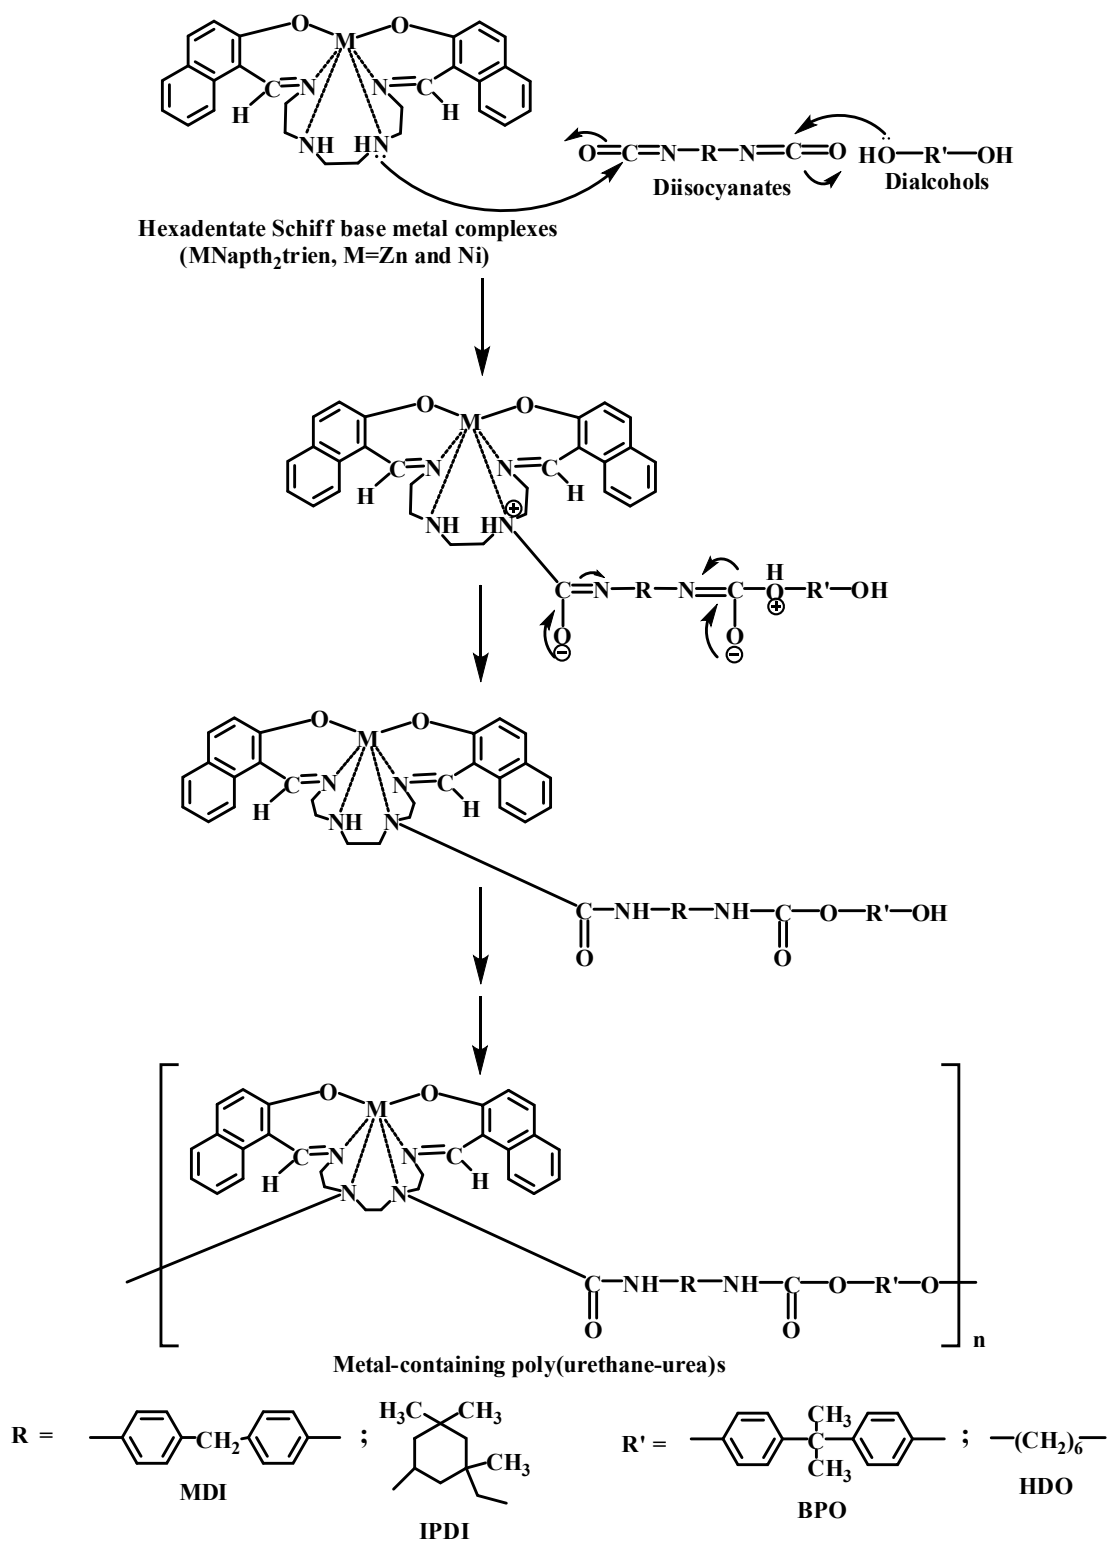 O M O
C=N N=C
H H
NH HN
O=C=N—R—N=C=O HO—R'—OH
Diisocyanates Dialcohols
Hexadentate Schiff base metal complexes
(MNapth2trien, M=Zn and Ni)
O M O
C=N N=C
H H
NH HN⊕
C=N—R—N=C—O—R'—OH
H
⊕
O O
⊖ ⊖
O M O
C=N N=C
H H
NH N
C—NH—R—NH—C—O—R'—OH
O O
O M O
C=N N=C
H H
N N
C—NH—R—NH—C—O—R'—O
O O
n
Metal-containing poly(urethane-urea)s
R = CH2 ; H3C CH3 CH3 R' = CH3 C CH3 ; (CH2)6
MDI IPDI BPO HDO